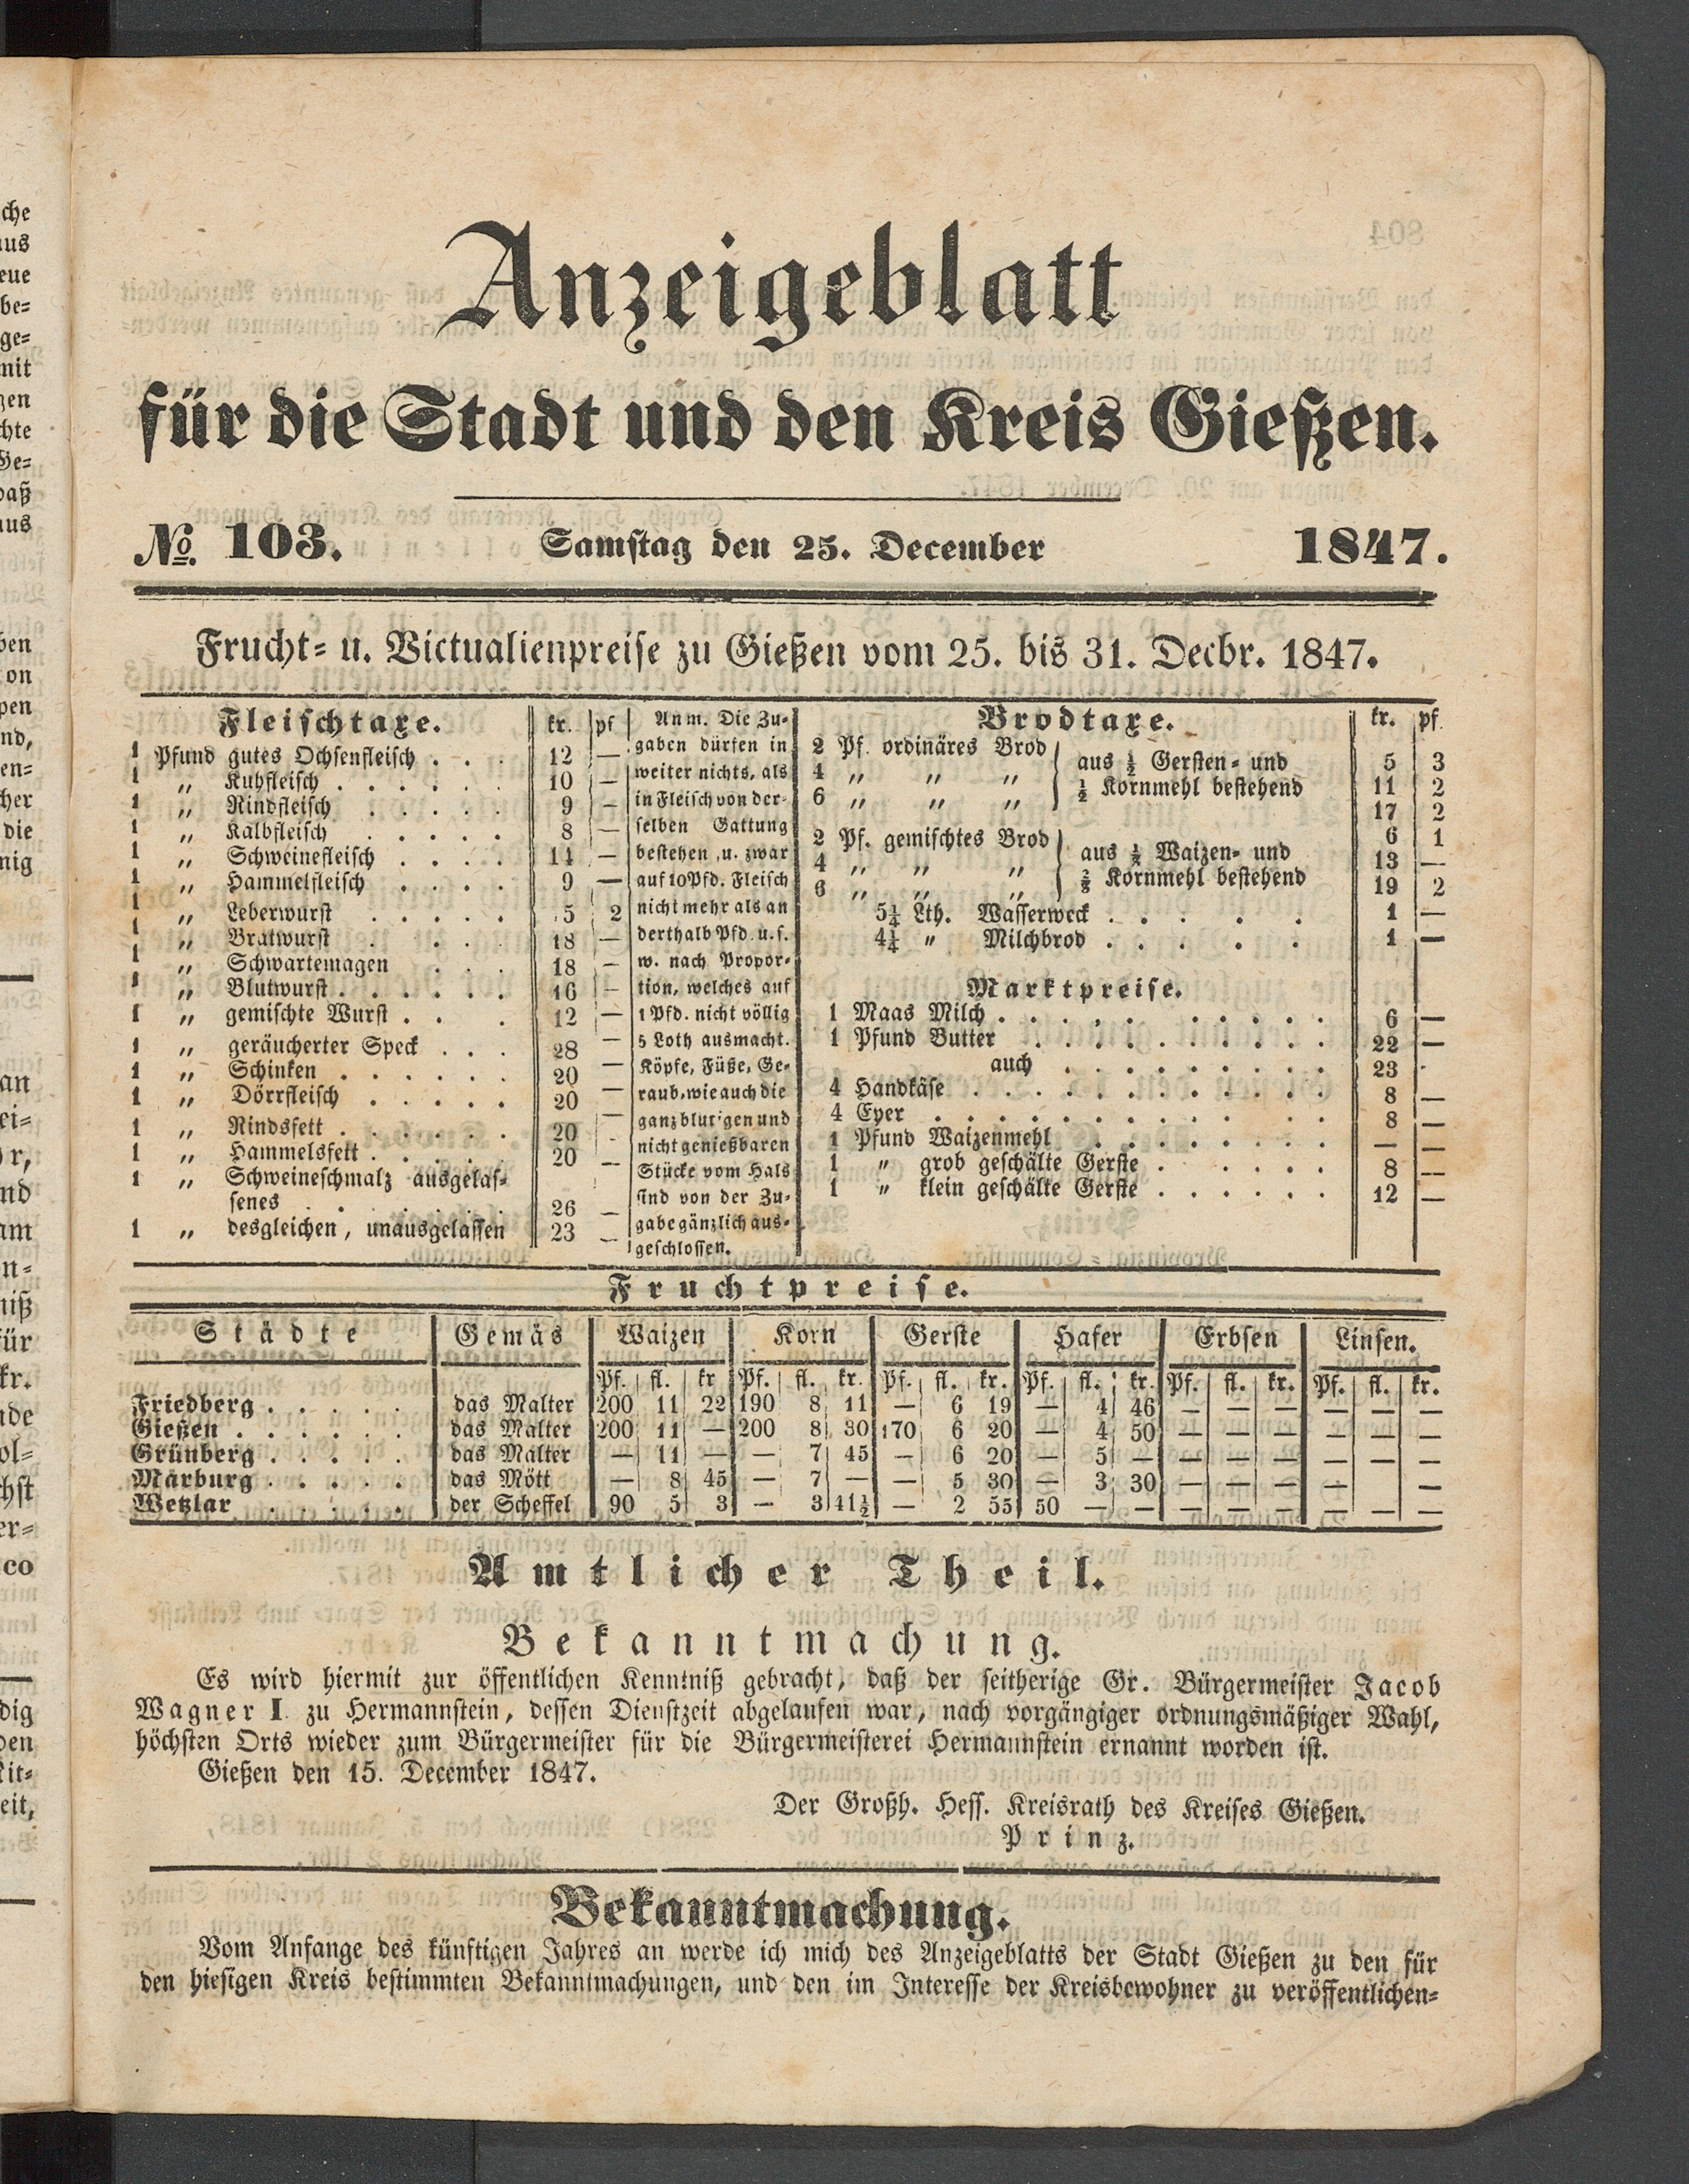 Anzeigeblatt
für die Stadt und den Kreis Gießen.
No. 103. Samstag den 25. December 1847.
Frucht= u. Victualienpreise zu Gießen vom 25. bis 31. Decbr. 1847.
Fleischtaxe. kr. pf
1 Pfund gutes Ochsenfleisch . . . 12 —
1 „ Kuhfleisch . . . . . . 10 —
1 „ Rindfleisch . . . . . 9 —
1 „ Kalbfleisch . . . . . 8 —
1 „ Schweinefleisch . . . . 14 —
1 „ Hammelfleisch . . . . 9 —
1 „ Leberwurst . . . . . 5 2
1 „ Bratwurst . . . . 18 —
1 „ Schwartemagen . . . 18 —
1 „ Blutwurst . . . . . . 16 —
1 „ gemischte Wurst . . . 12 —
1 „ geräucherter Speck . . . 28 —
1 „ Schinken . . . . . . 20 —
1 „ Dörrfleisch . . . . . 20 —
1 „ Rindsfett . . . . . . 20 -
1 „ Hammelsfett . . . . . 20 —
1 „ Schweineschmalz ausgelas=
senes . . . . . . 26 —
1 „ desgleichen, unausgelassen 23 —
Anm. Die Zu=
gaben dürfen in
weiter nichts, als
in Fleisch von der=
selben Gattung
bestehen, u. zwar
auf 10 Pfd. Fleisch
nicht mehr als an
derthalb Pfd. u. s.
w. nach Propor=
tion, welches auf
1 Pfd. nicht völlig
5 Loth ausmacht.
Köpfe, Füße, Ge=
raub, wie auch die
ganz blutigen und
nicht genießbaren
Stücke vom Hals
sind von der Zu=
gabe gänzlich aus=
geschlossen.
Brodtaxe. kr. pf.
2 Pf. ordinäres Brod aus ½ Gersten= und 5 3
4 „ „ „ ½ Kornmehl bestehend 11 2
6 „ „ „ 17 2
2 Pf. gemischtes Brod aus Waizen= und 6 1
4 „ „ „ Kornmehl bestehend 13 —
6 „ „ „ 19 2
5¼ Lth. Wasserweck . . . . . 1 —
4¼ „ Milchbrod . . . . . 1 —
Marktpreise.
1 Maas Milch . . . . . . . . . . 6 —
1 Pfund Butter . . . . . . . . . 22 —
auch . . . . . . . . 23 .
4 Handkäse . . . . . . . . . . . 8 —
4 Eyer . . . . . . . . . . . . 8 —
1 Pfund Waizenmehl . . . . . . . — —
1 „ grob geschälte Gerste . . . . . 8 —
1 „ klein geschälte Gerste . . . . . . 12 —
Fruchtpreise.
Städte Gemäs Waizen Korn Gerste Hafer Erbsen Linsen.
Pf. fl. kr Pf. fl. kr. Pf. fl. kr. Pf. fl. kr. Pf. fl. kr. Pf. fl. kr.
Friedberg . . . . . das Malter 200 11 22 190 8 11 — 6 19 — 4 46 — — — — — —
Gießen . . . . . . das Malter 200 11 — 200 8 30 170 6 20 — 4 50 — — — — — —
Grünberg . . . . . das Malter — 11 — — 7 45 — 6 20 — 5 — — — — — — —
Marburg . . . . . das Mött — 8 45 — 7 — — 5 30 — 3 30 — — — — —
Wetzlar . . . . . der Scheffel 90 5 3 — 3 41½ — 2 55 50 — — — — — — — —
Amtlicher Theil.
Bekanntmachung.
Es wird hiermit zur öffentlichen Kenntniß gebracht, daß der seitherige Gr. Bürgermeister Jacob
Wagner I. zu Hermannstein, dessen Dienstzeit abgelaufen war, nach vorgängiger ordnungsmäßiger Wahl,
höchsten Orts wieder zum Bürgermeister für die Bürgermeisterei Hermannstein ernannt worden ist.
Gießen den 15. December 1847.
Der Großh. Hess. Kreisrath des Kreises Gießen.
Prinz.
Bekanntmachung.
Vom Anfange des künftigen Jahres an werde ich mich des Anzeigeblatts der Stadt Gießen zu den für
den hiesigen Kreis bestimmten Bekanntmachungen, und den im Interesse der Kreisbewohner zu veröffentlichen=